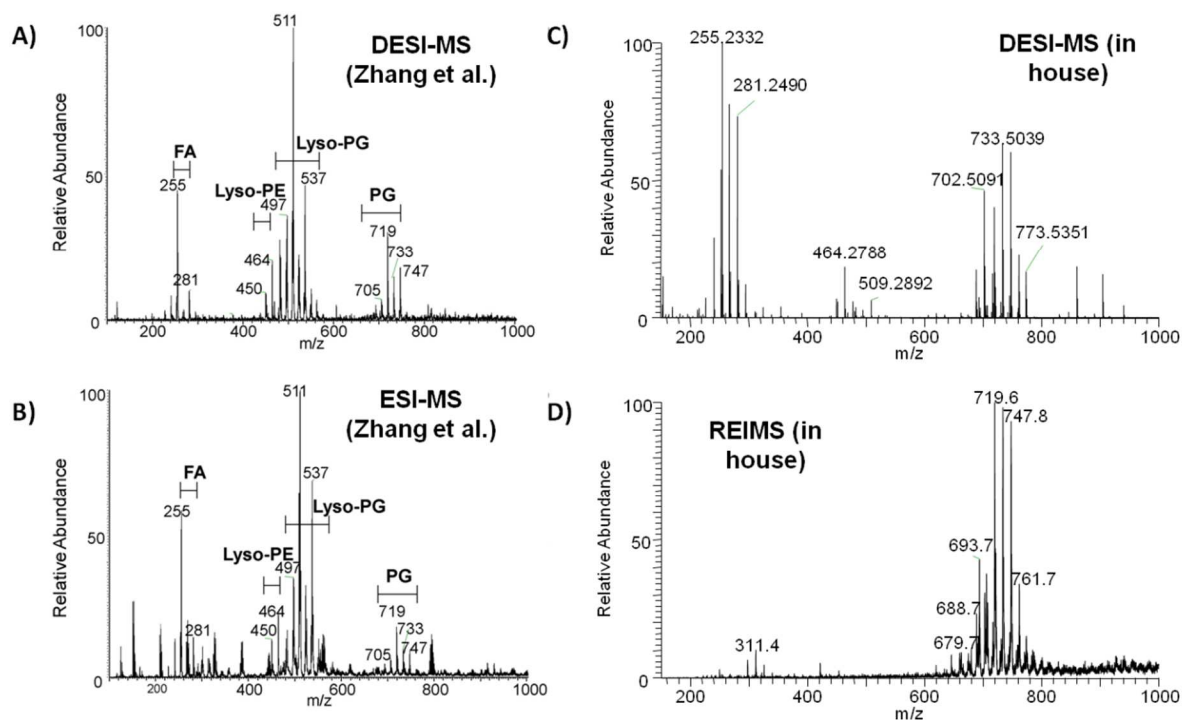 A)
DESI-MS
(Zhang et al.)
Relative Abundance
100
50
0
511
Lyso-PG
FA
255
537
Lyso-PE
497
PG
719
733
747
464
281
450
705
200
400
600
800
1000
m/z
B)
ESI-MS
(Zhang et al.)
Relative Abundance
100
50
0
511
537
FA
255
Lyso-PG
Lyso-PE
497
PG
719
464
733
281
450
747
705
200
400
600
800
1000
m/z
C)
DESI-MS (in
house)
Relative Abundance
100
50
0
255.2332
281.2490
733.5039
702.5091
773.5351
464.2788
509.2892
200
400
600
800
1000
m/z
D)
REIMS (in
house)
Relative Abundance
100
50
0
719.6
747.8
693.7
761.7
688.7
679.7
311.4
200
400
600
800
1000
m/z